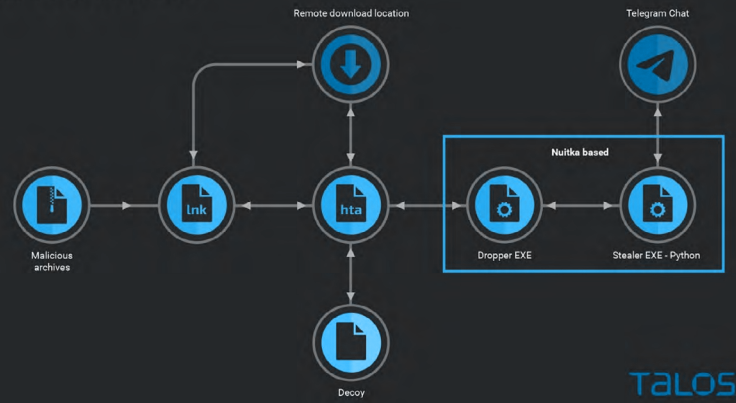 Remote download location
Telegram Chat
Nuitka based
lnk
hta
Malicious
archives
Dropper EXE
Stealer EXE - Python
Decoy
TALOS